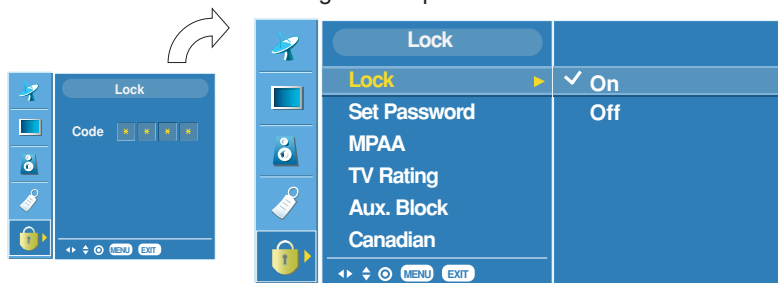 Lock
Code * * * *
MENU EXIT
Lock
Lock
Set Password
MPAA
TV Rating
Aux. Block
Canadian
On
Off
MENU EXIT